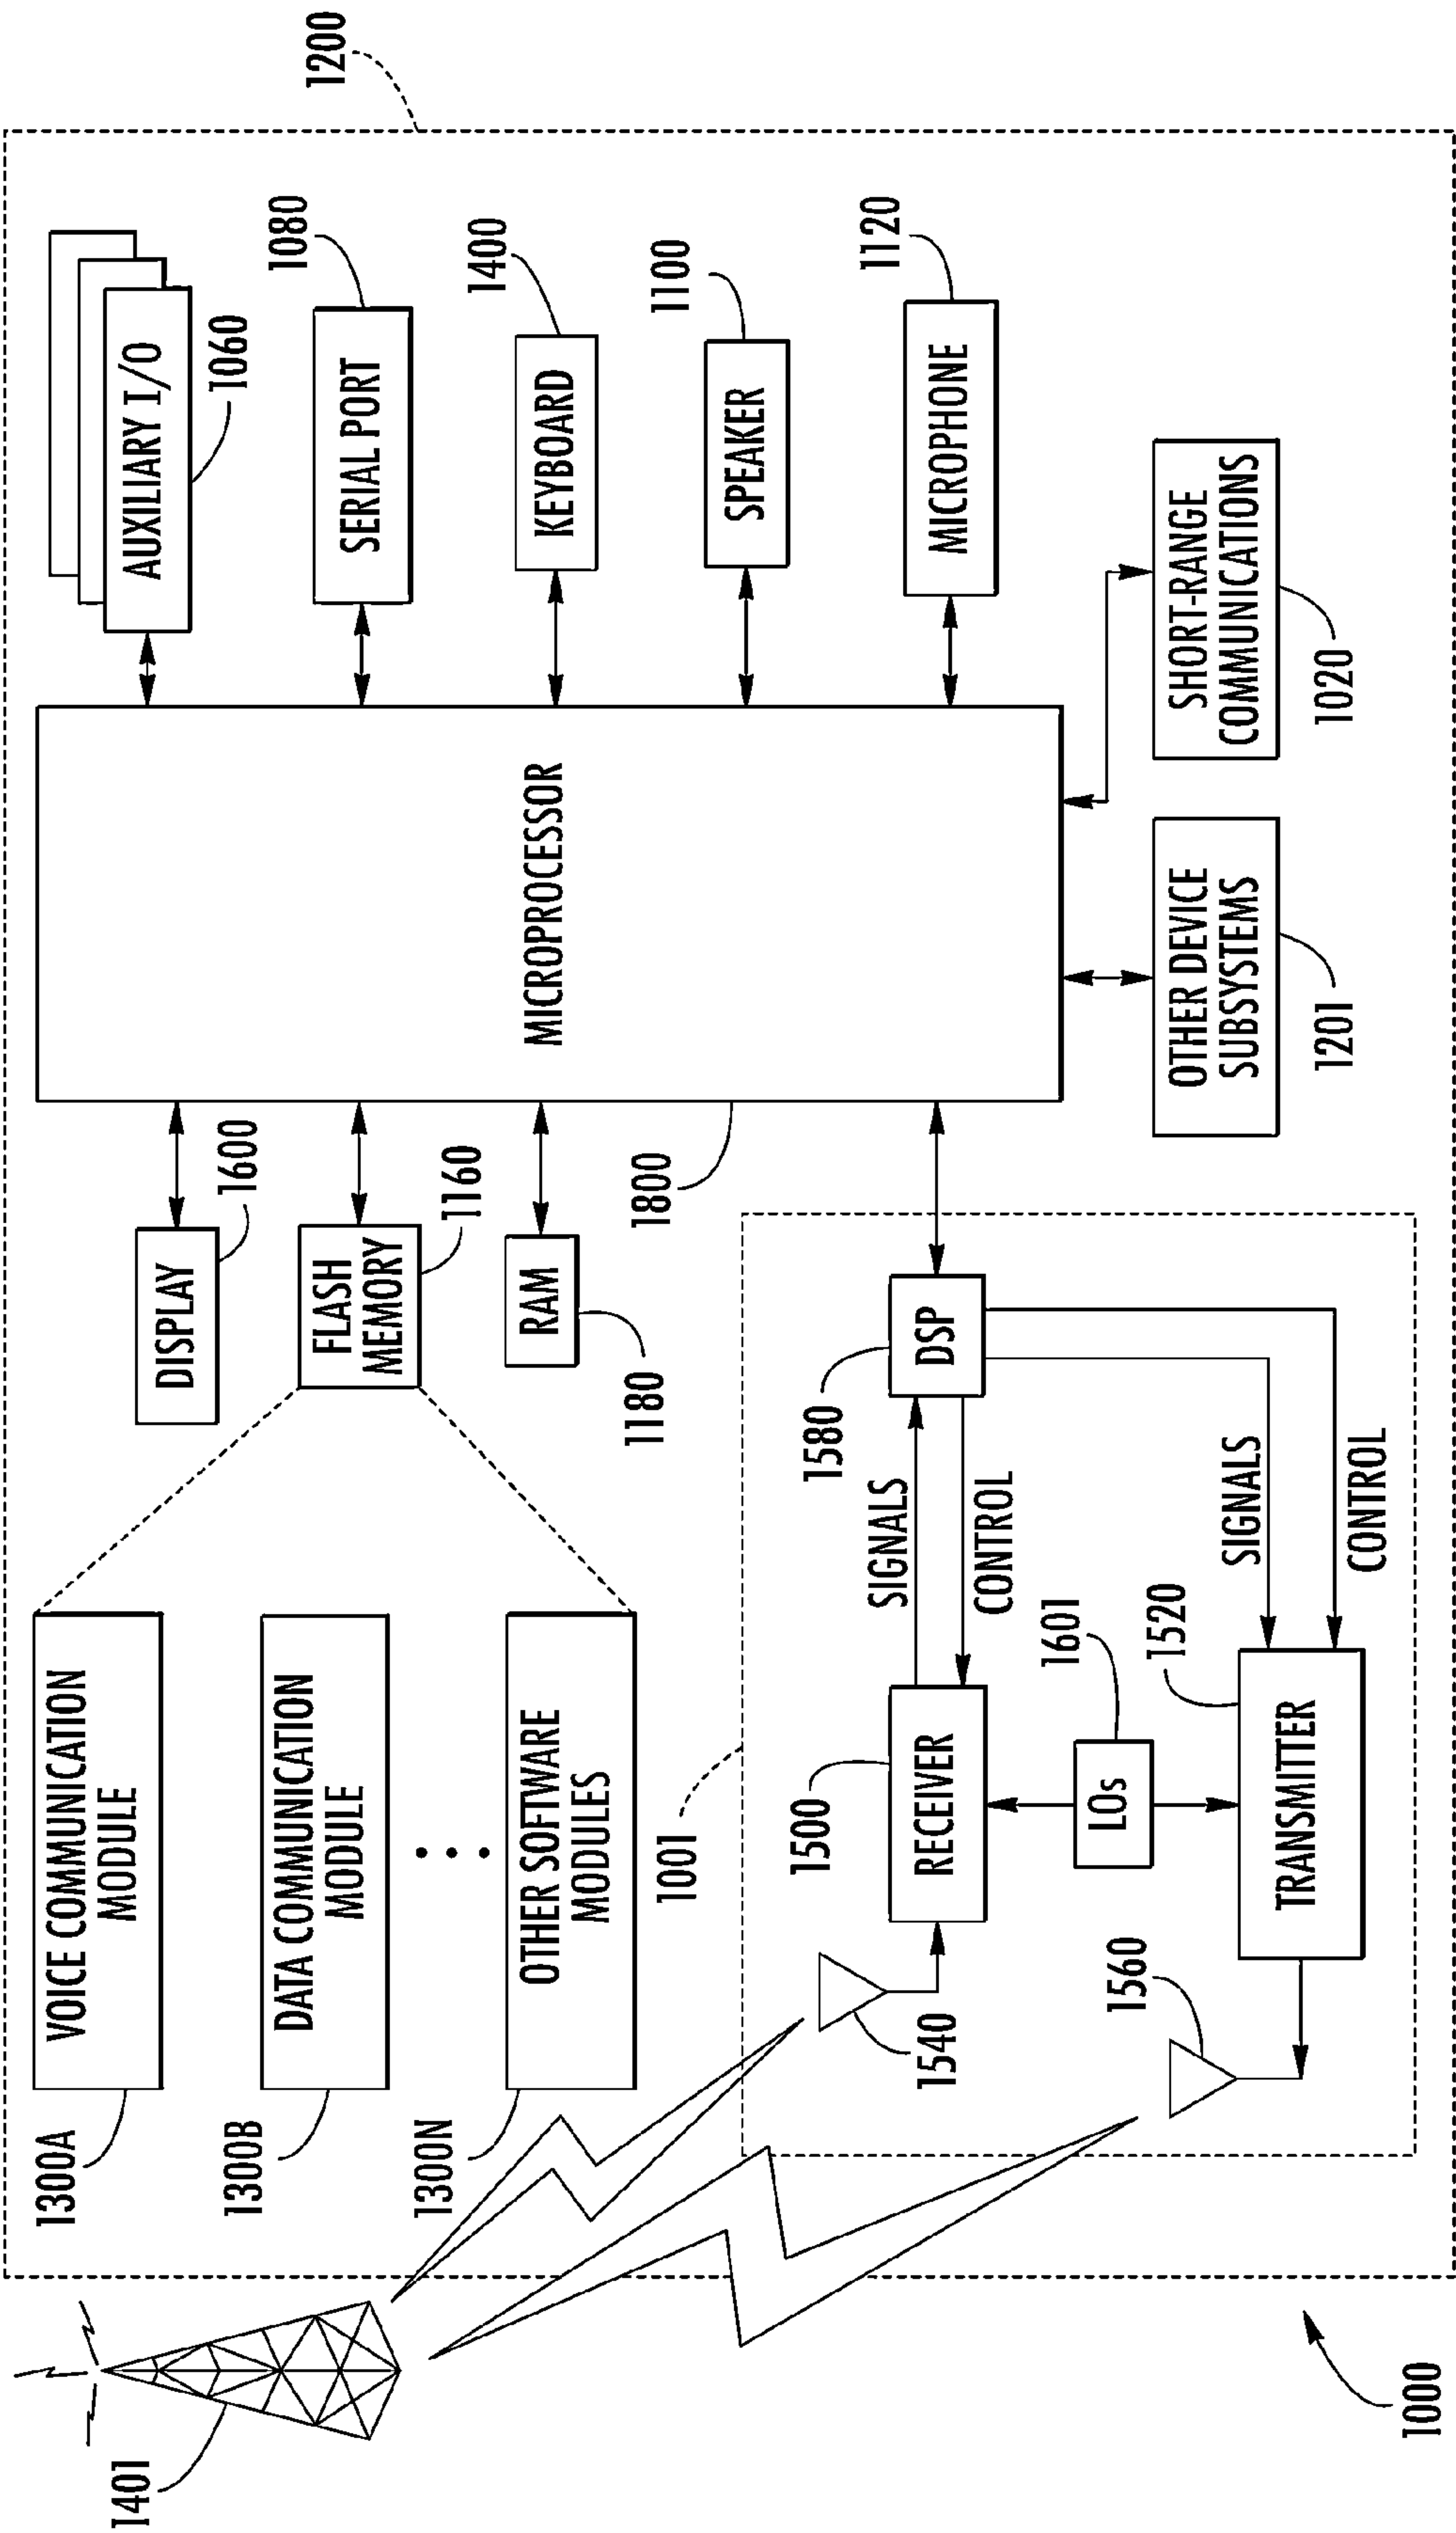 1401
1300A
VOICE COMMUNICATION
MODULE
1300B
DATA COMMUNICATION
MODULE
1300N
OTHER SOFTWARE
MODULES
DISPLAY
1600
FLASH
MEMORY
1160
RAM
1180
MICROPROCESSOR
1800
AUXILIARY I/O
1060
SERIAL PORT
1080
KEYBOARD
1400
SPEAKER
1100
MICROPHONE
1120
1200
1001
1540
RECEIVER
1500
SIGNALS
CONTROL
DSP
1580
LOs
1601
1560
TRANSMITTER
1520
SIGNALS
CONTROL
OTHER DEVICE
SUBSYSTEMS
1201
SHORT-RANGE
COMMUNICATIONS
1020
1000